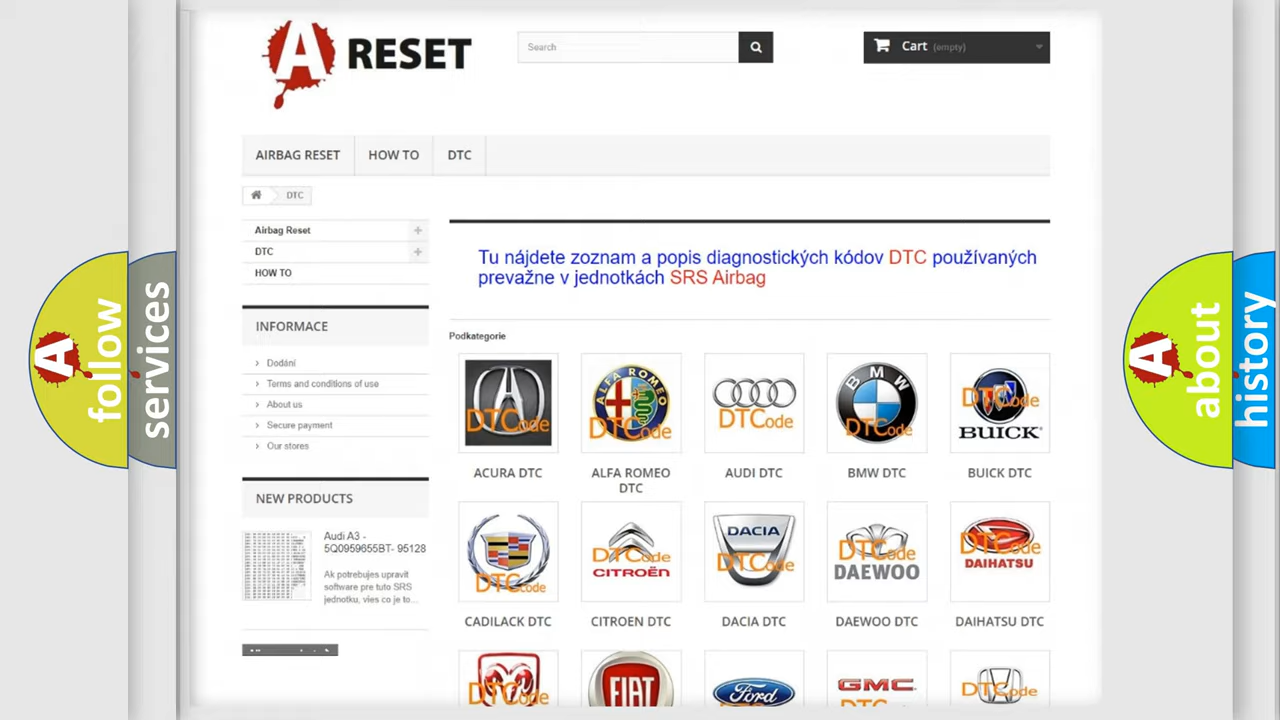 A RESET
Search
Cart (empty)
AIRBAG RESET
HOW TO
DTC
DTC
Airbag Reset
DTC
HOW TO
INFORMACE
Dodání
Terms and conditions of use
About us
Secure payment
Our stores
NEW PRODUCTS
Audi A3 -
5Q0959655BT- 95128
Ak potrebujes upravit
software pre tuto SRS
jednotku, vies co je to...
Tu nájdete zoznam a popis diagnostických kódov DTC používaných
prevažne v jednotkách SRS Airbag
Podkategorie
DTCode
ALFA ROMEO
DTCode
DTCode
BMW
DTCode
DTCode
BUICK
ACURA DTC
ALFA ROMEO
DTC
AUDI DTC
BMW DTC
BUICK DTC
DTCode
DTCode
CITROËN
DACIA
DTCode
DTCode
DAEWOO
DTCode
DAIHATSU
CADILACK DTC
CITROEN DTC
DACIA DTC
DAEWOO DTC
DAIHATSU DTC
DTCode
FIAT
Ford
GMC
DTCode
A
follow
services
A
about
history